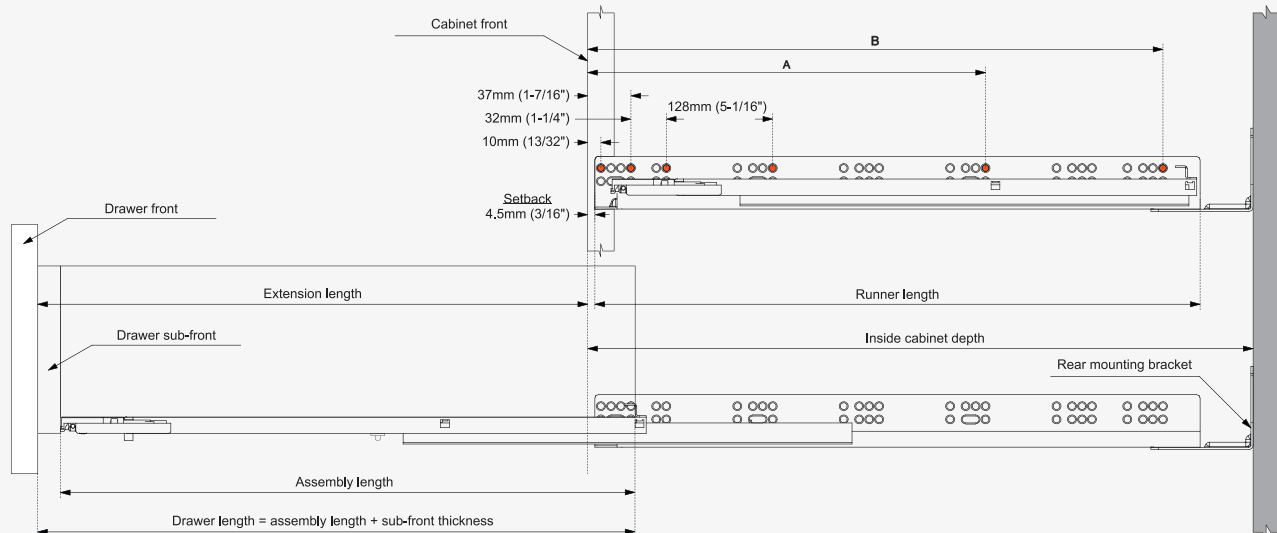 Cabinet front
B
A
37mm (1-7/16")
128mm (5-1/16")
32mm (1-1/4")
10mm (13/32")
Setback
4.5mm (3/16")
Drawer front
Extension length
Runner length
Drawer sub-front
Inside cabinet depth
Rear mounting bracket
Assembly length
Drawer length = assembly length + sub-front thickness